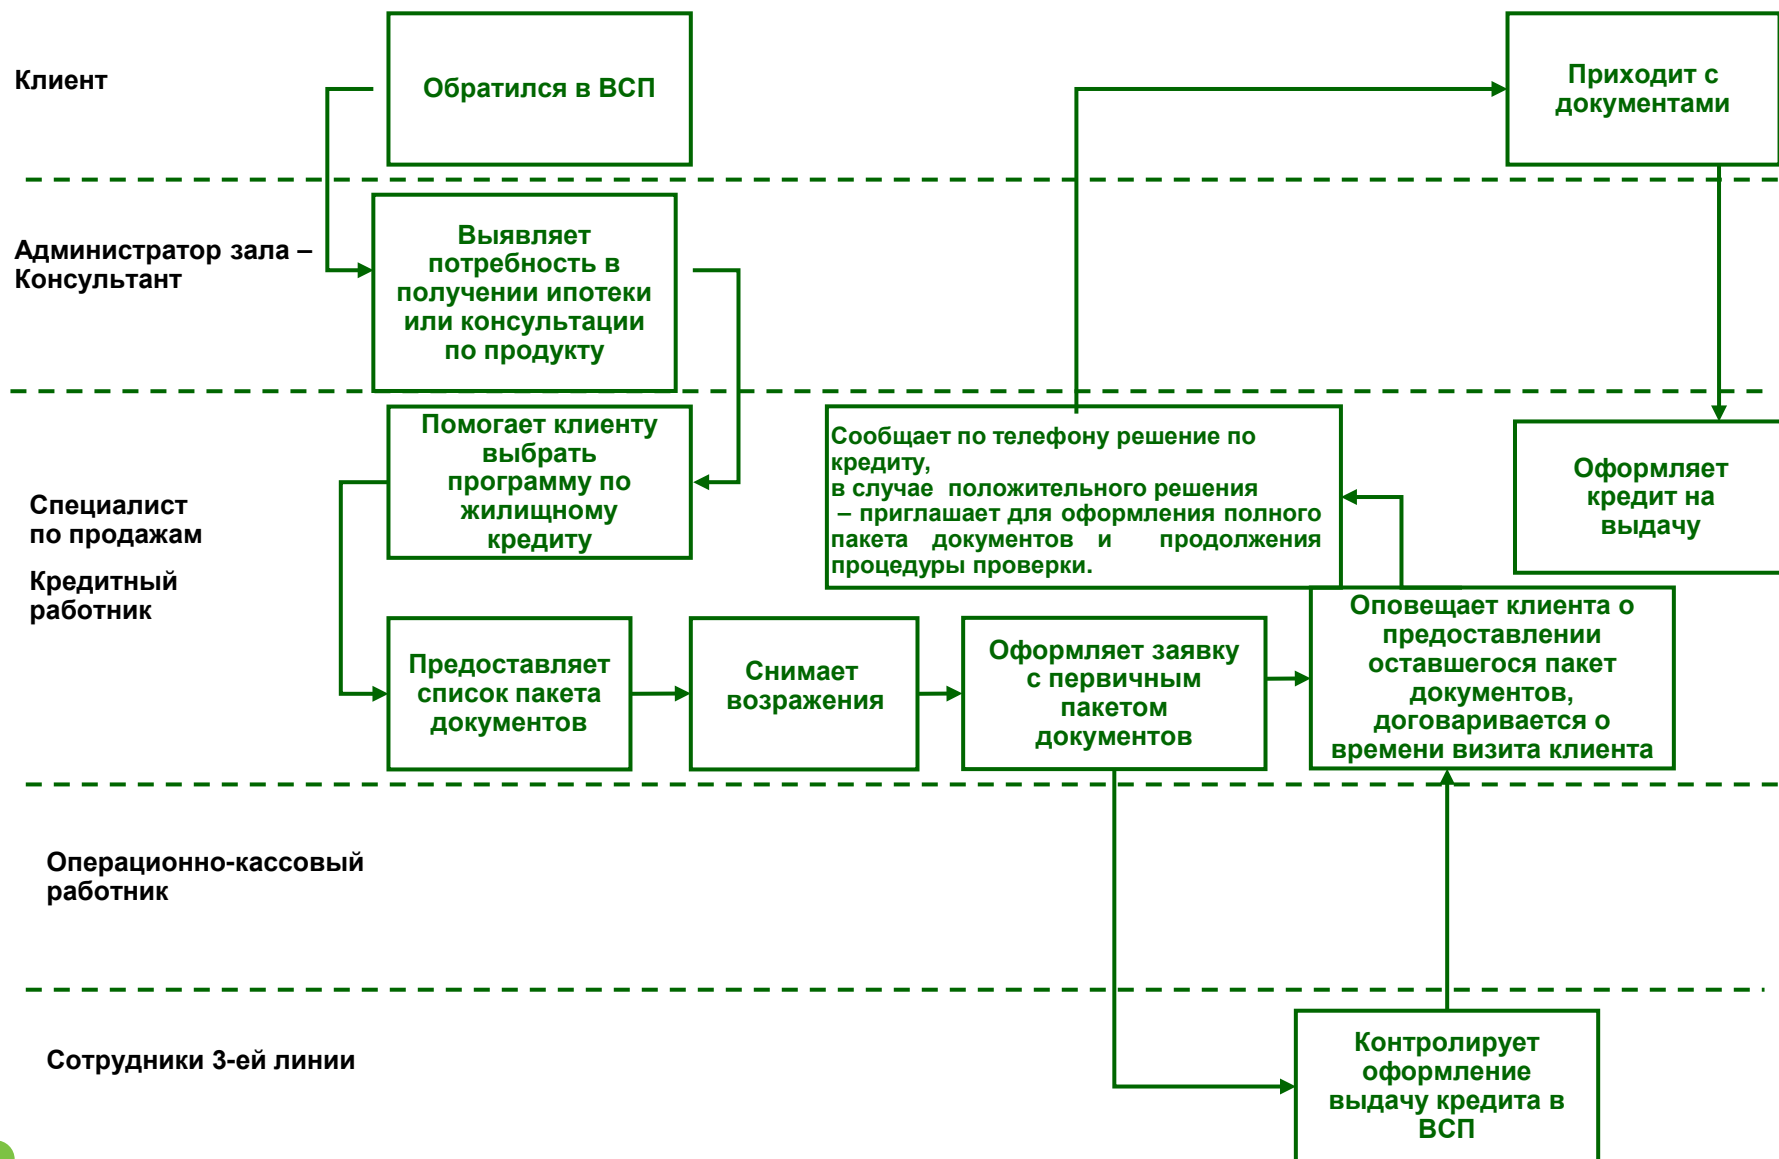 Клиент
Обратился в ВСП
Приходит с
документами
Администратор зала –
Консультант
Выявляет
потребность в
получении ипотеки
или консультации
по продукту
Специалист
по продажам
Кредитный
работник
Помогает клиенту
выбрать
программу по
жилищному
кредиту
Сообщает по телефону решение по
кредиту,
в случае положительного решения
– приглашает для оформления полного
пакета документов и продолжения
процедуры проверки.
Оформляет
кредит на
выдачу
Предоставляет
список пакета
документов
Снимает
возражения
Оформляет заявку
с первичным
пакетом
документов
Оповещает клиента о
предоставлении
оставшегося пакет
документов,
договаривается о
времени визита клиента
Операционно-кассовый
работник
Сотрудники 3-ей линии
Контролирует
оформление
выдачу кредита в
ВСП